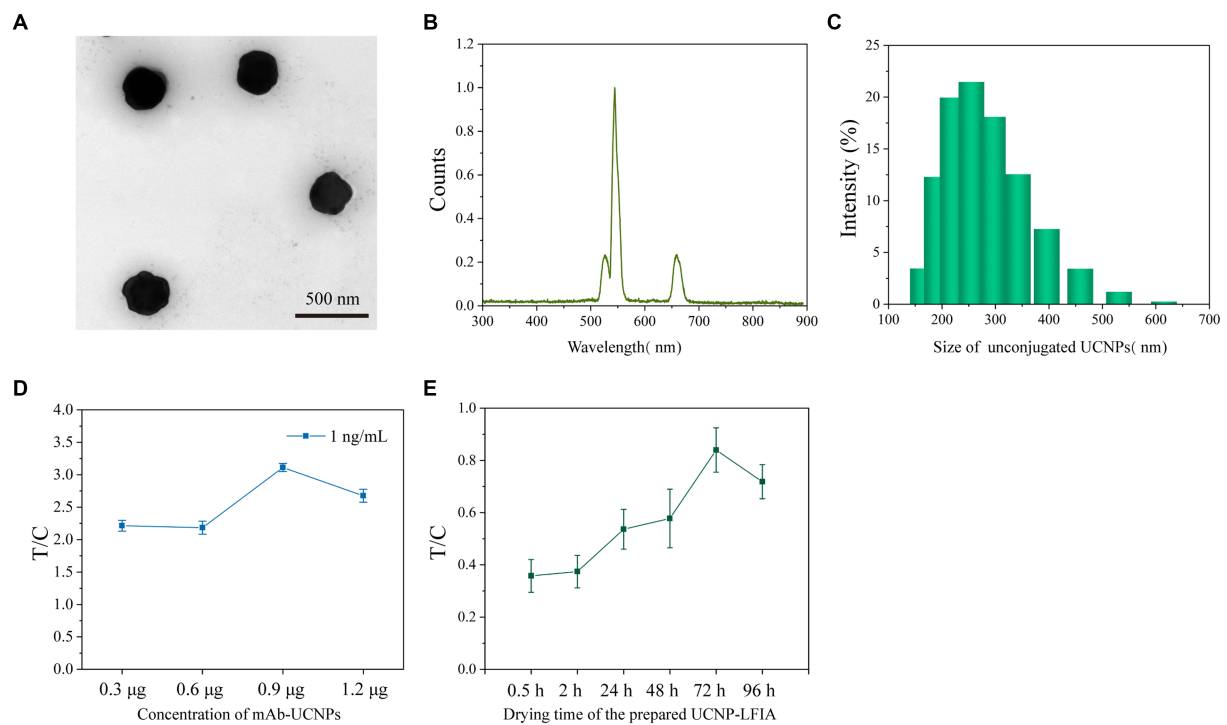 A
500 nm
B
1.2
1.0
0.8
0.6
0.4
0.2
0.0
Counts
300 400 500 600 700 800 900
Wavelength( nm)
C
25
20
15
10
5
0
Intensity (%)
100 200 300 400 500 600 700
Size of unconjugated UCNPs( nm)
D
4.0
3.5
3.0
2.5
2.0
1.5
1.0
0.5
0.0
T/C
1 ng/mL
0.3 μg 0.6 μg 0.9 μg 1.2 μg
Concentration of mAb-UCNPs
E
1.0
0.8
0.6
0.4
0.2
0.0
T/C
0.5 h 2 h 24 h 48 h 72 h 96 h
Drying time of the prepared UCNP-LFIA